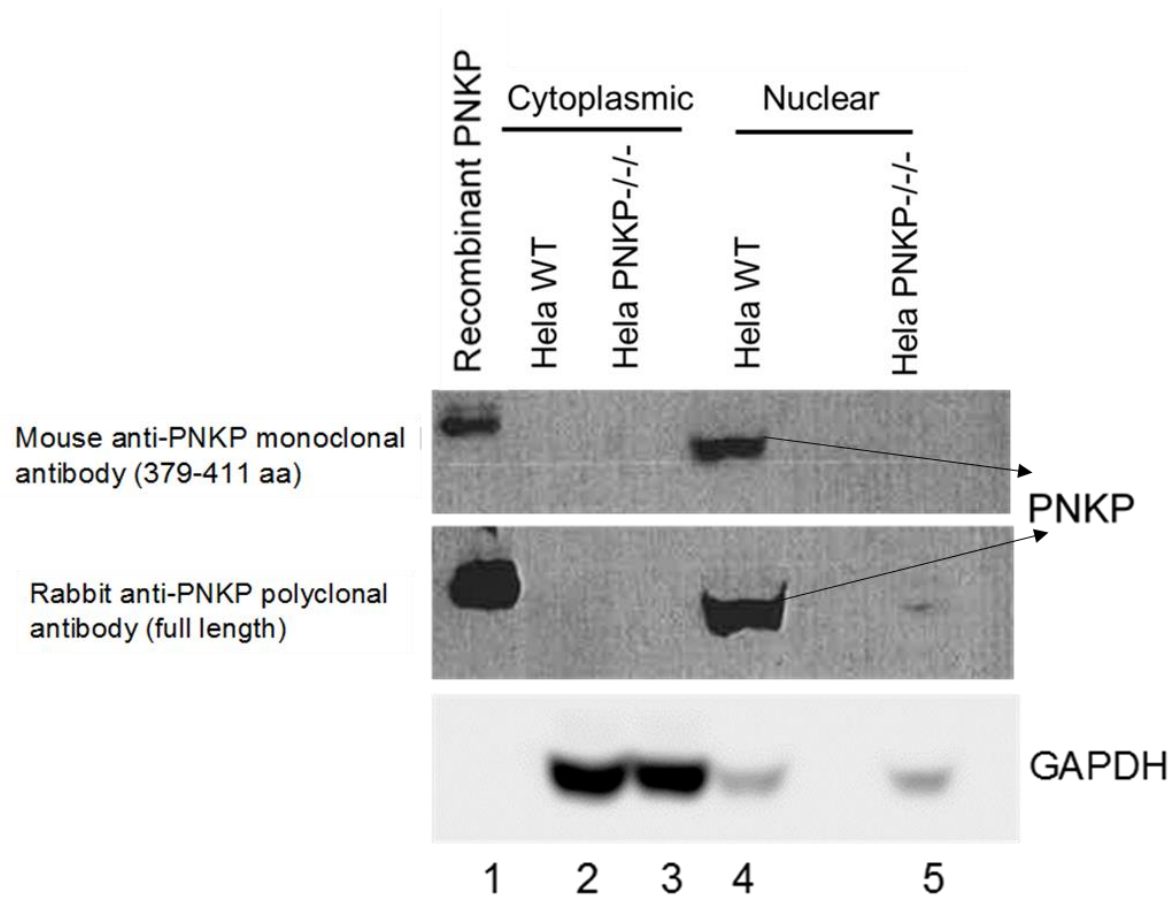 Recombinant PNKP
Cytoplasmic
Nuclear
Hela WT
Hela PNKP-/-/-
Hela WT
Hela PNKP-/-/-
Mouse anti-PNKP monoclonal
antibody (379-411 aa)
PNKP
Rabbit anti-PNKP polyclonal
antibody (full length)
GAPDH
1 2 3 4 5